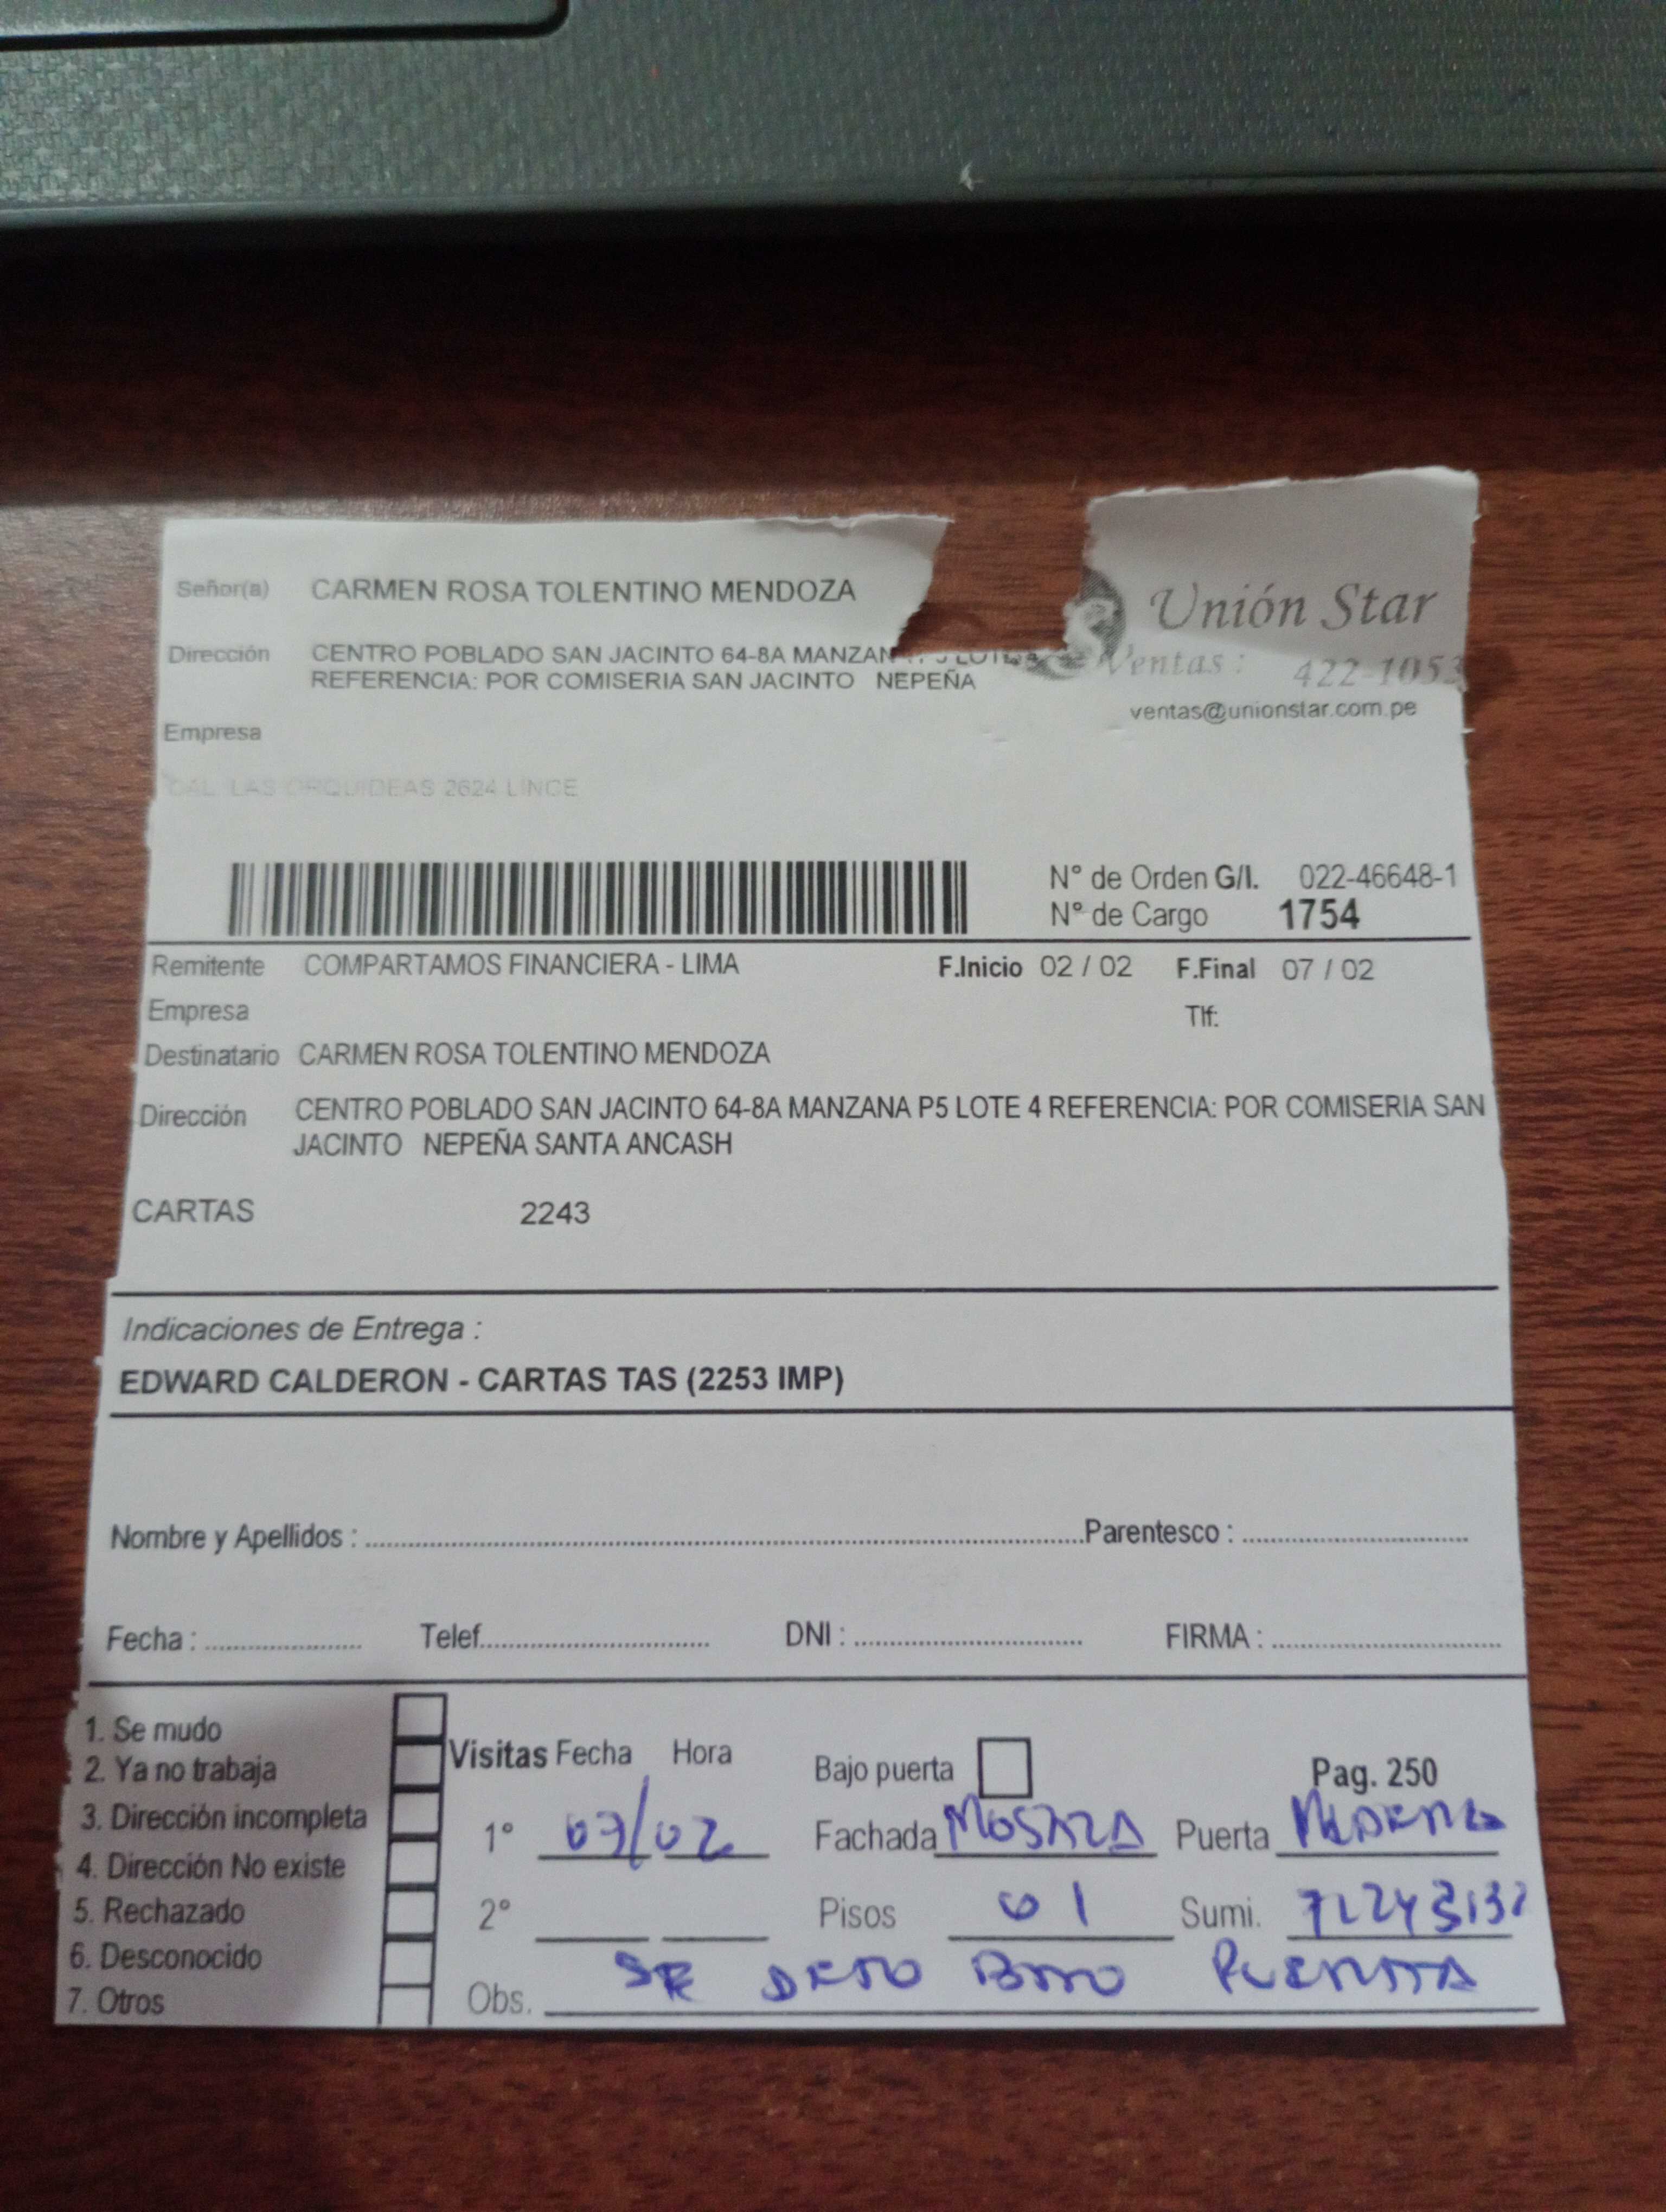 Señor(a) CARMEN ROSA TOLENTINO MENDOZA
Unión Star
Dirección CENTRO POBLADO SAN JACINTO 64-8A MANZAN
Ventas : 422-1053
REFERENCIA: POR COMISERIA SAN JACINTO NEPEÑA
ventas@unionstar.com.pe
Empresa
CAL. LAS ORQUIDEAS 2624 LINCE
N° de Orden G/I. 022-46648-1
N° de Cargo 1754
Remitente COMPARTAMOS FINANCIERA - LIMA F.Inicio 02 / 02 F.Final 07 / 02
Empresa Tlf:
Destinatario CARMEN ROSA TOLENTINO MENDOZA
Dirección CENTRO POBLADO SAN JACINTO 64-8A MANZANA P5 LOTE 4 REFERENCIA: POR COMISERIA SAN
JACINTO NEPEÑA SANTA ANCASH
CARTAS 2243
Indicaciones de Entrega :
EDWARD CALDERON - CARTAS TAS (2253 IMP)
Nombre y Apellidos : Parentesco :
Fecha : Telef. DNI : FIRMA :
1. Se mudo
2. Ya no trabaja
3. Dirección incompleta
4. Dirección No existe
5. Rechazado
6. Desconocido
7. Otros
Visitas Fecha Hora Bajo puerta Pag. 250
1° 07/02 Fachada Puerta
2° Pisos 01 Sumi.
Obs. SE DEJO BAJO PUERTA